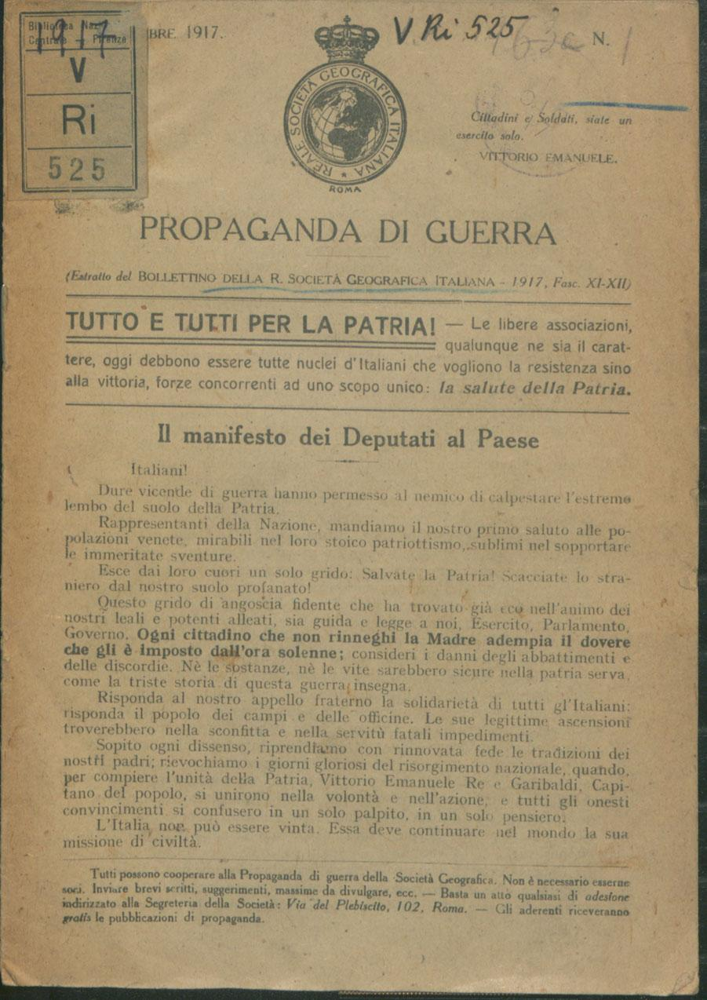 Biblioteca Naz.
Centrale — Firenze
1917
V
Ri
525
BRE 1917.
V Ri 525
N. 1
REALE SOCIETÀ GEOGRAFICA ITALIANA
ROMA
Cittadini e Soldati, siate un
esercito solo.
VITTORIO EMANUELE.
PROPAGANDA DI GUERRA
(Estratto del BOLLETTINO DELLA R. SOCIETÀ GEOGRAFICA ITALIANA - 1917, Fasc. XI-XII)
TUTTO E TUTTI PER LA PATRIA! — Le libere associazioni,
qualunque ne sia il carat-
tere, oggi debbono essere tutte nuclei d'Italiani che vogliono la resistenza sino
alla vittoria, forze concorrenti ad uno scopo unico: la salute della Patria.
Il manifesto dei Deputati al Paese
Italiani!
Dure vicende di guerra hanno permesso al nemico di calpestare l'estremo
lembo del suolo della Patria.
Rappresentanti della Nazione, mandiamo il nostro primo saluto alle po-
polazioni venete, mirabili nel loro stoico patriottismo, sublimi nel sopportare
le immeritate sventure.
Esce dai loro cuori un solo grido: Salvate la Patria! Scacciate lo stra-
niero dal nostro suolo profanato!
Questo grido di angoscia fidente che ha trovato già eco nell'animo dei
nostri leali e potenti alleati, sia guida e legge a noi, Esercito, Parlamento,
Governo. Ogni cittadino che non rinneghi la Madre adempia il dovere
che gli è imposto dall'ora solenne; consideri i danni degli abbattimenti e
delle discordie. Nè le sostanze, nè le vite sarebbero sicure nella patria serva,
come la triste storia di questa guerra insegna.
Risponda al nostro appello fraterno la solidarietà di tutti gl'Italiani:
risponda il popolo dei campi e delle officine. Le sue legittime ascensioni
troverebbero nella sconfitta e nella servitù fatali impedimenti.
Sopito ogni dissenso, riprendiamo con rinnovata fede le tradizioni dei
nostri padri; rievochiamo i giorni gloriosi del risorgimento nazionale, quando,
per compiere l'unità della Patria, Vittorio Emanuele Re e Garibaldi, Capi-
tano del popolo, si unirono nella volontà e nell'azione, e tutti gli onesti
convincimenti si confusero in un solo palpito, in un solo pensiero.
L'Italia non può essere vinta. Essa deve continuare nel mondo la sua
missione di civiltà.
Tutti possono cooperare alla Propaganda di guerra della Società Geografica. Non è necessario esserne
soci. Inviare brevi scritti, suggerimenti, massime da divulgare, ecc. — Basta un atto qualsiasi di adesione
indirizzato alla Segreteria della Società: Via del Plebiscito, 102, Roma. — Gli aderenti riceveranno
gratis le pubblicazioni di propaganda.